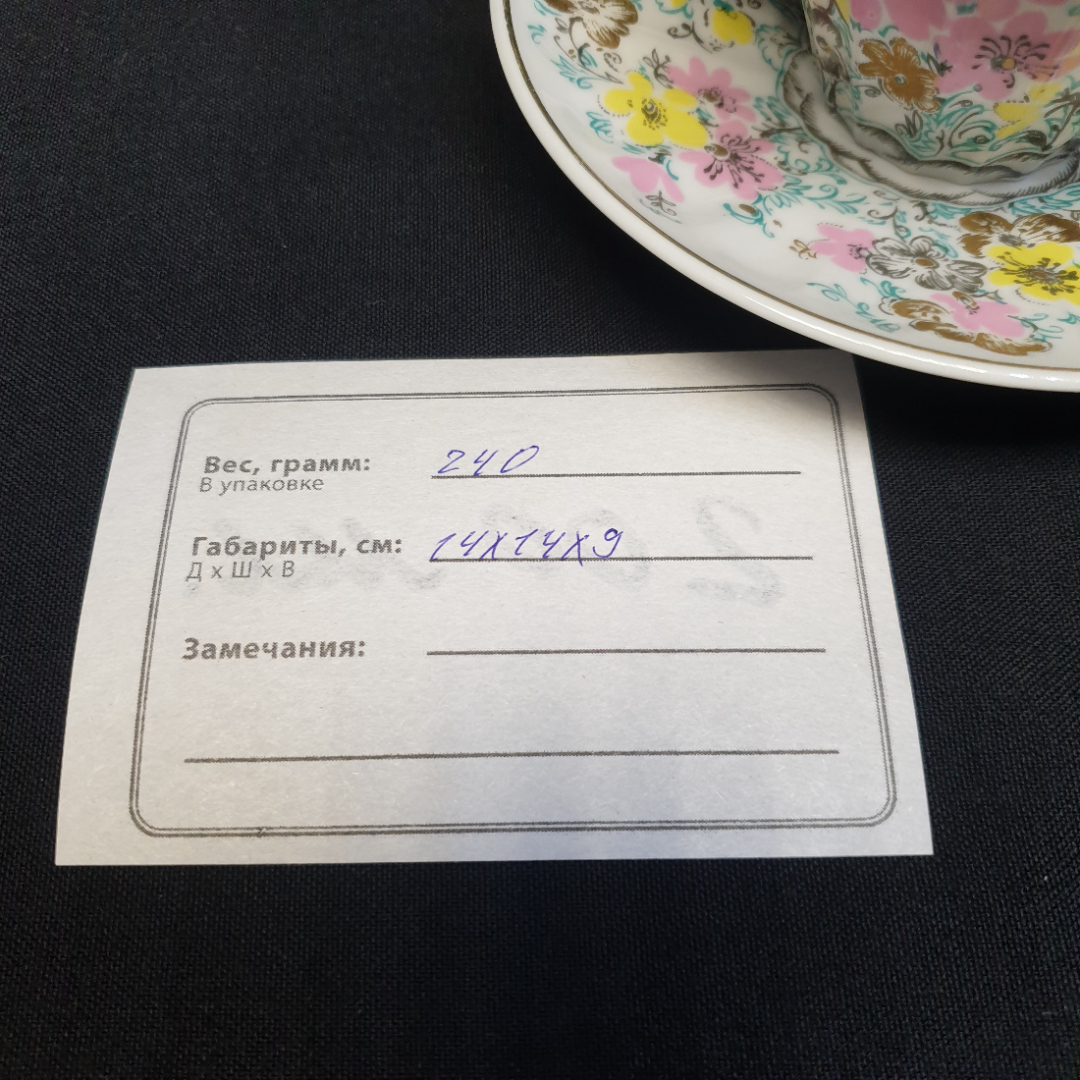 Вес, грамм: 240
В упаковке
Габариты, см: 14х14х9
Д х Ш х В
Замечания: